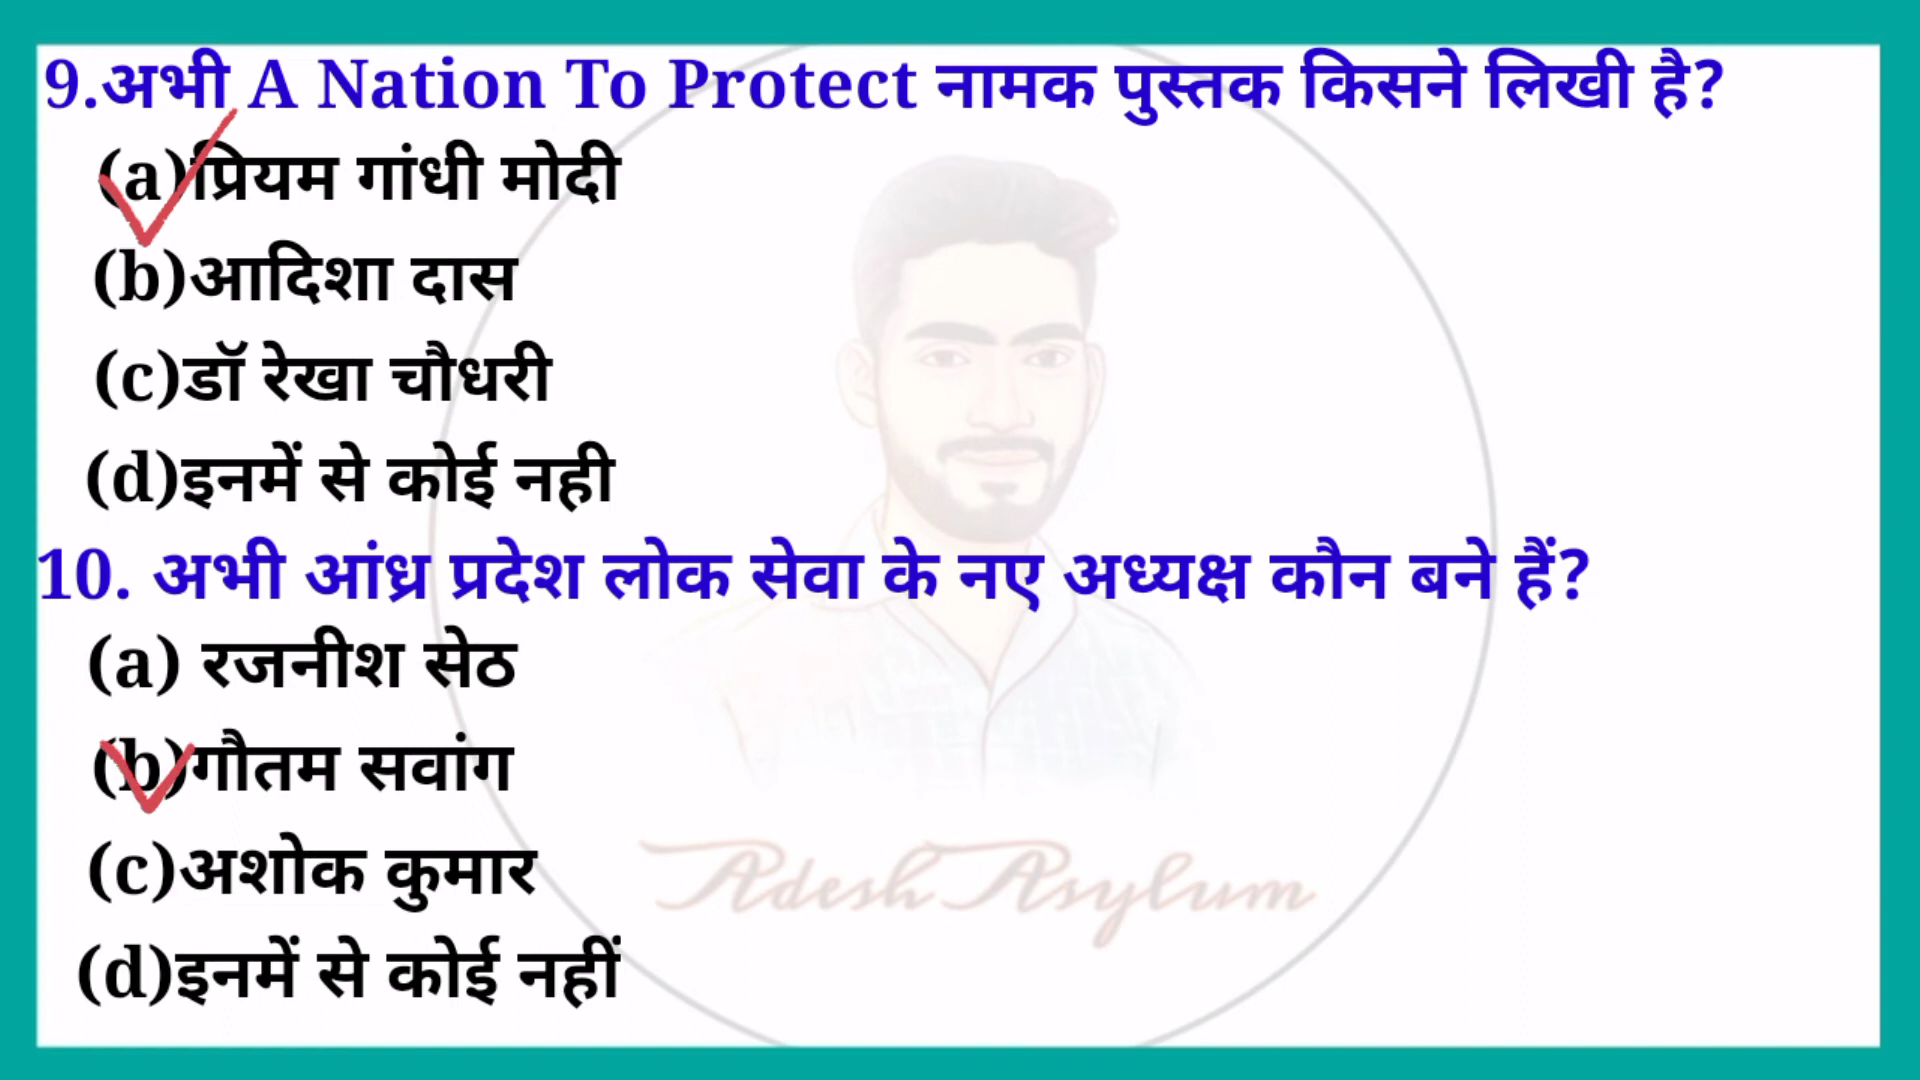 9.अभी A Nation To Protect नामक पुस्तक किसने लिखी है?
(a)प्रियम गांधी मोदी
(b)आदिशा दास
(c)डॉ रेखा चौधरी
(d)इनमें से कोई नही
10. अभी आंध्र प्रदेश लोक सेवा के नए अध्यक्ष कौन बने हैं?
(a) रजनीश सेठ
(b)गौतम सवांग
(c)अशोक कुमार
Adesh Asylum
(d)इनमें से कोई नहीं